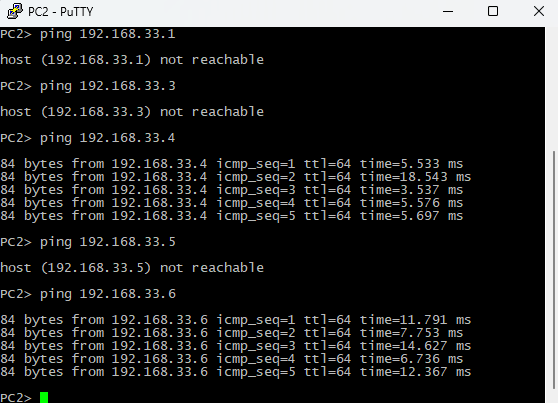 PC2 - PuTTY
PC2> ping 192.168.33.1
host (192.168.33.1) not reachable
PC2> ping 192.168.33.3
host (192.168.33.3) not reachable
PC2> ping 192.168.33.4
84 bytes from 192.168.33.4 icmp_seq=1 ttl=64 time=5.533 ms
84 bytes from 192.168.33.4 icmp_seq=2 ttl=64 time=18.543 ms
84 bytes from 192.168.33.4 icmp_seq=3 ttl=64 time=3.537 ms
84 bytes from 192.168.33.4 icmp_seq=4 ttl=64 time=5.576 ms
84 bytes from 192.168.33.4 icmp_seq=5 ttl=64 time=5.697 ms
PC2> ping 192.168.33.5
host (192.168.33.5) not reachable
PC2> ping 192.168.33.6
84 bytes from 192.168.33.6 icmp_seq=1 ttl=64 time=11.791 ms
84 bytes from 192.168.33.6 icmp_seq=2 ttl=64 time=7.753 ms
84 bytes from 192.168.33.6 icmp_seq=3 ttl=64 time=14.627 ms
84 bytes from 192.168.33.6 icmp_seq=4 ttl=64 time=6.736 ms
84 bytes from 192.168.33.6 icmp_seq=5 ttl=64 time=12.367 ms
PC2>